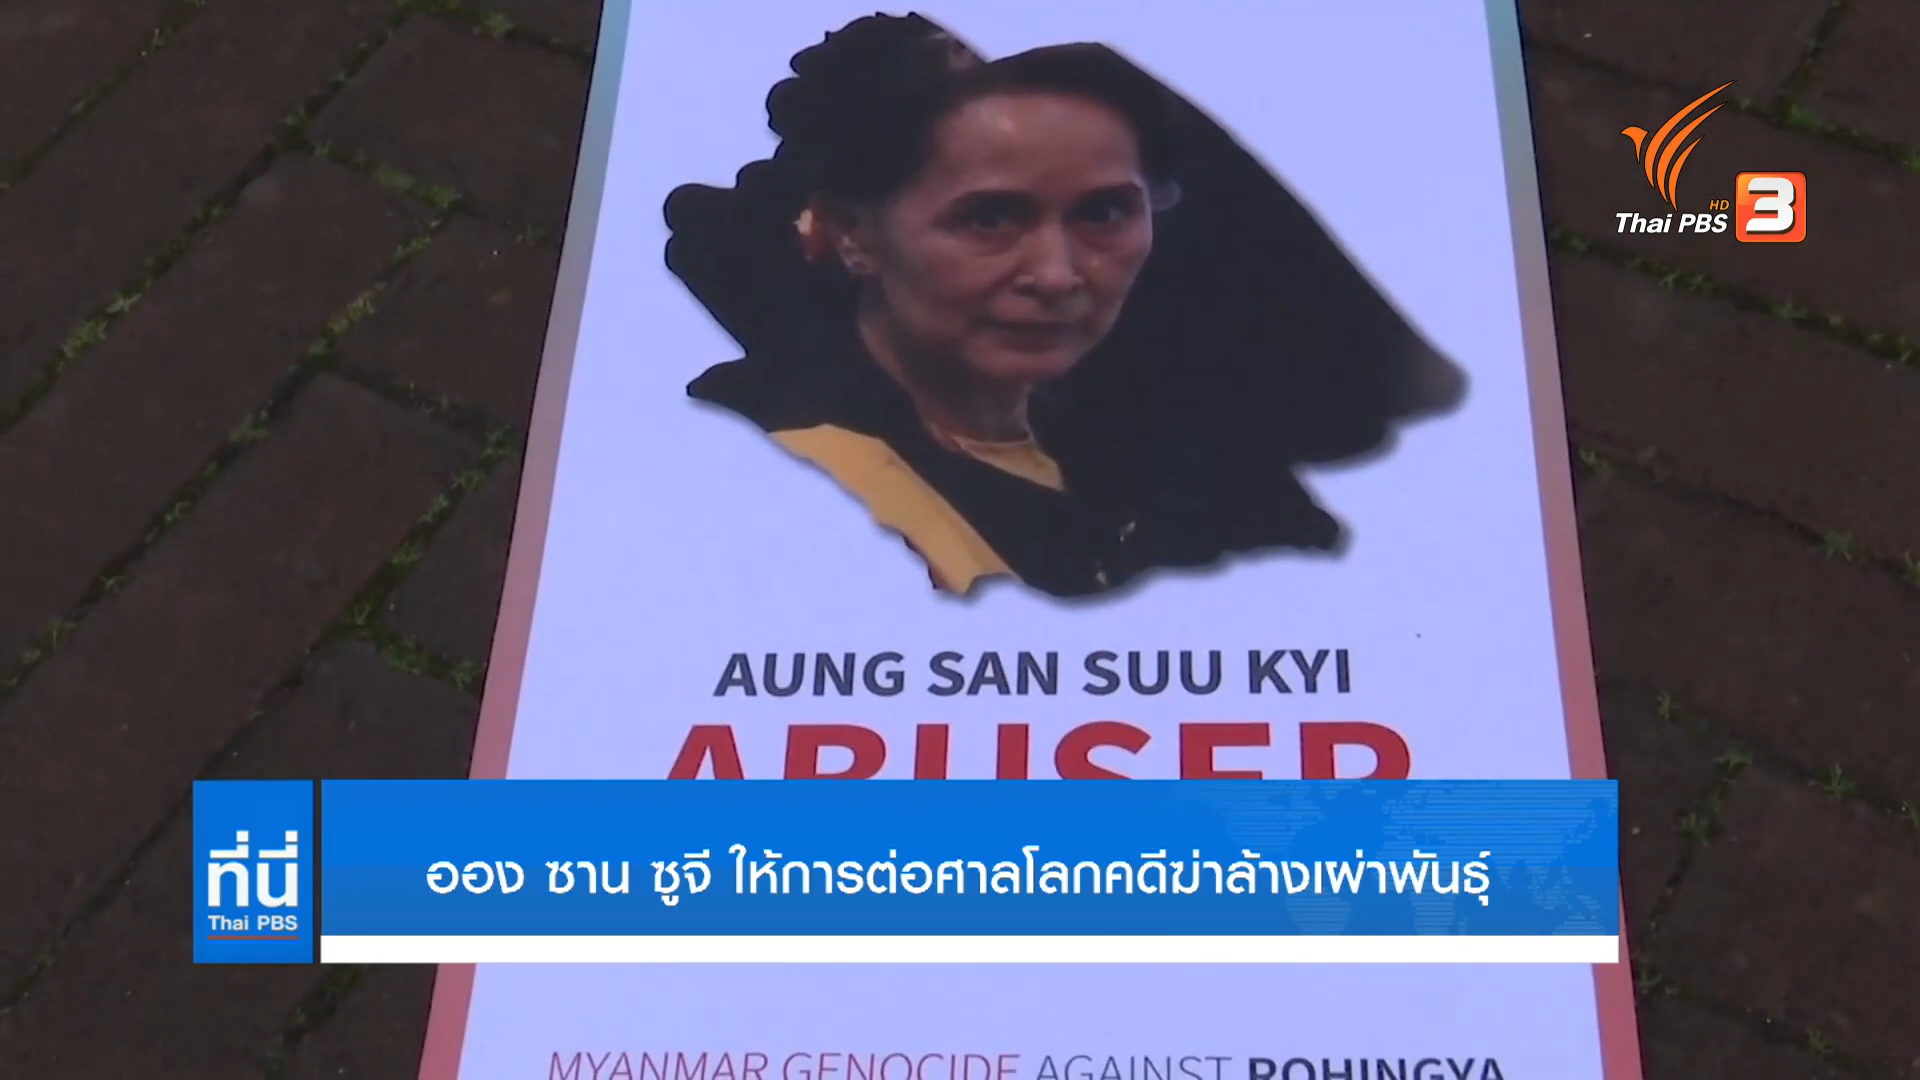 HD
Thai PBS 3
AUNG SAN SUU KYI
ABUSER
ที่นี่
Thai PBS
ออง ซาน ซูจี ให้การต่อศาลโลกคดีฆ่าล้างเผ่าพันธุ์
MYANMAR GENOCIDE AGAINST ROHINGYA